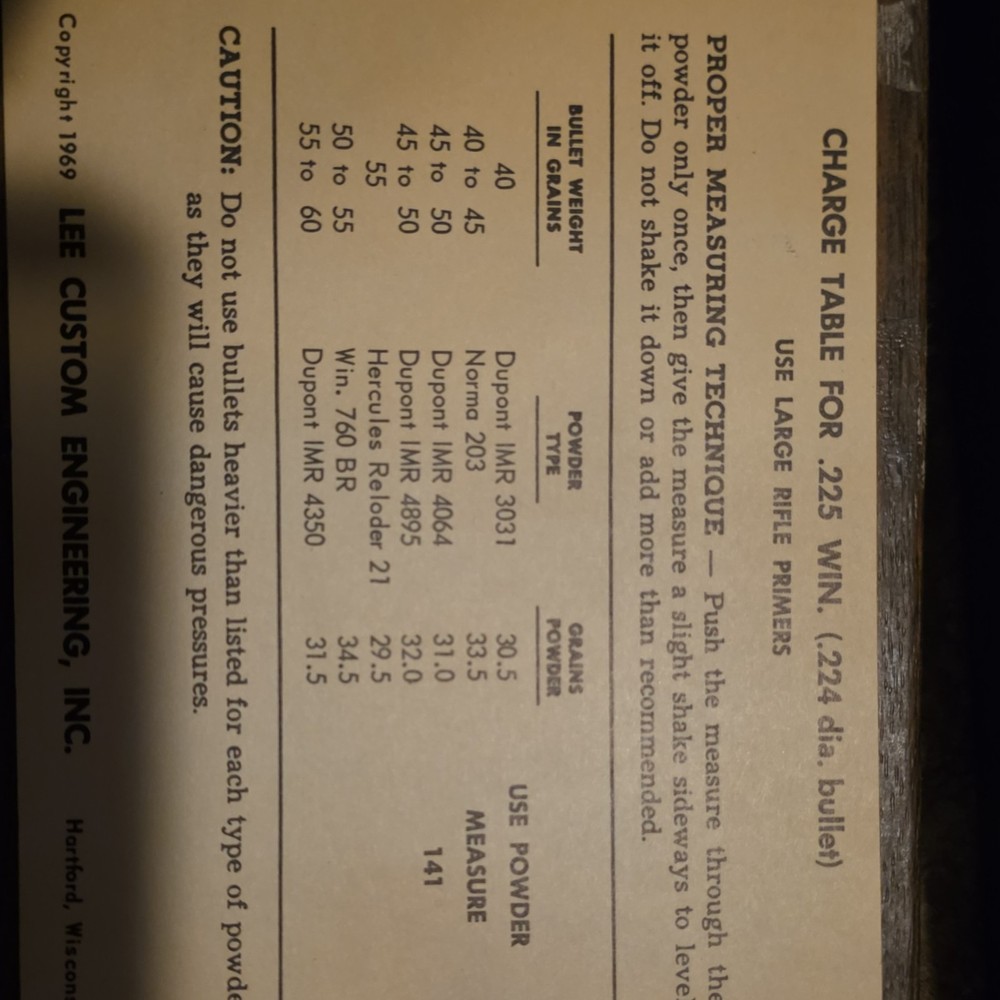 CHARGE TABLE FOR .225 WIN. (.224 dia. bullet)
USE LARGE RIFLE PRIMERS
PROPER MEASURING TECHNIQUE — Push the measure through the
powder only once, then give the measure a slight shake sideways to level
it off. Do not shake it down or add more than recommended.
BULLET WEIGHT POWDER GRAINS
IN GRAINS TYPE POWDER
40 Dupont IMR 3031 30.5 USE POWDER
40 to 45 Norma 203 33.5 MEASURE
45 to 50 Dupont IMR 4064 31.0 141
45 to 50 Dupont IMR 4895 32.0
55 Hercules Reloder 21 29.5
50 to 55 Win. 760 BR 34.5
55 to 60 Dupont IMR 4350 31.5
CAUTION: Do not use bullets heavier than listed for each type of powde
as they will cause dangerous pressures.
Copyright 1969 LEE CUSTOM ENGINEERING, INC. Hartford, Wiscons